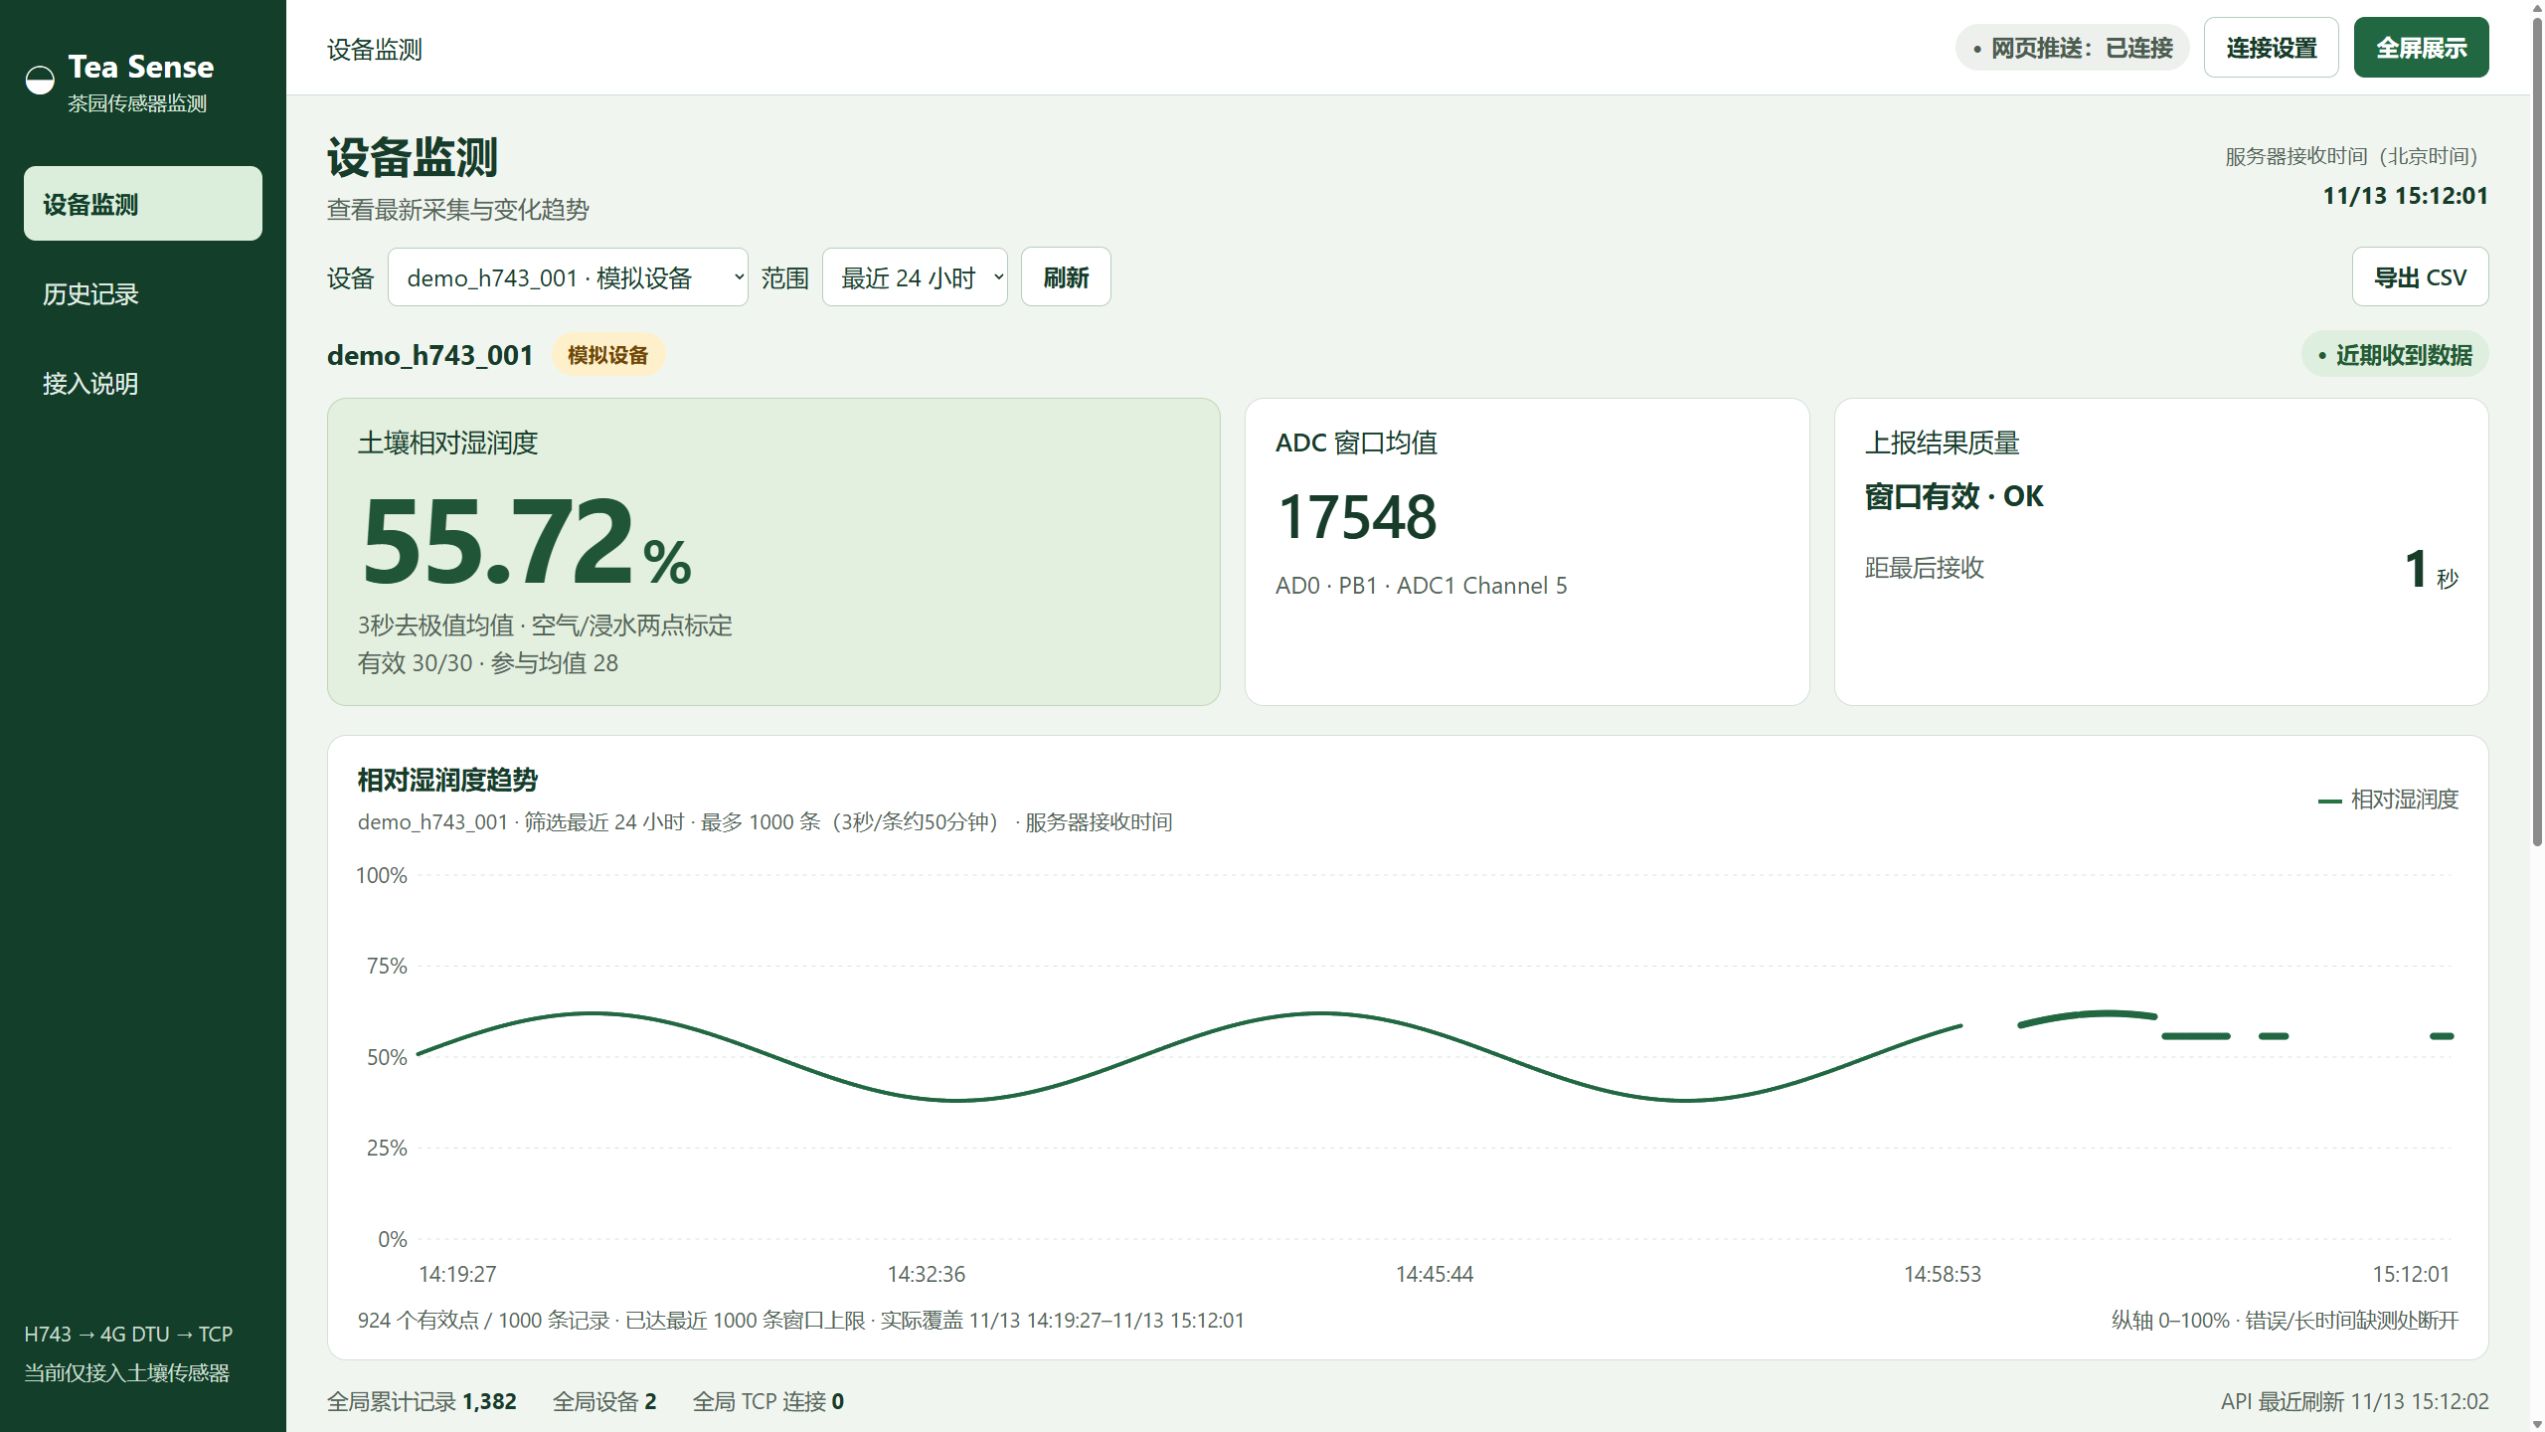 Tea Sense
茶园传感器监测
设备监测
历史记录
接入说明
H743 → 4G DTU → TCP
当前仅接入土壤传感器
设备监测
• 网页推送：已连接
连接设置
全屏展示
设备监测
查看最新采集与变化趋势
服务器接收时间（北京时间）
11/13 15:12:01
设备 demo_h743_001 · 模拟设备 范围 最近 24 小时 刷新
导出 CSV
demo_h743_001 模拟设备
• 近期收到数据
土壤相对湿润度
55.72%
3秒去极值均值 · 空气/浸水两点标定
有效 30/30 · 参与均值 28
ADC 窗口均值
17548
AD0 · PB1 · ADC1 Channel 5
上报结果质量
窗口有效 · OK
距最后接收 1 秒
相对湿润度趋势
demo_h743_001 · 筛选最近 24 小时 · 最多 1000 条（3秒/条约50分钟） · 服务器接收时间
相对湿润度
100%
75%
50%
25%
0%
14:19:27 14:32:36 14:45:44 14:58:53 15:12:01
924 个有效点 / 1000 条记录 · 已达最近 1000 条窗口上限 · 实际覆盖 11/13 14:19:27–11/13 15:12:01
纵轴 0–100% · 错误/长时间缺测处断开
全局累计记录 1,382 全局设备 2 全局 TCP 连接 0
API 最近刷新 11/13 15:12:02